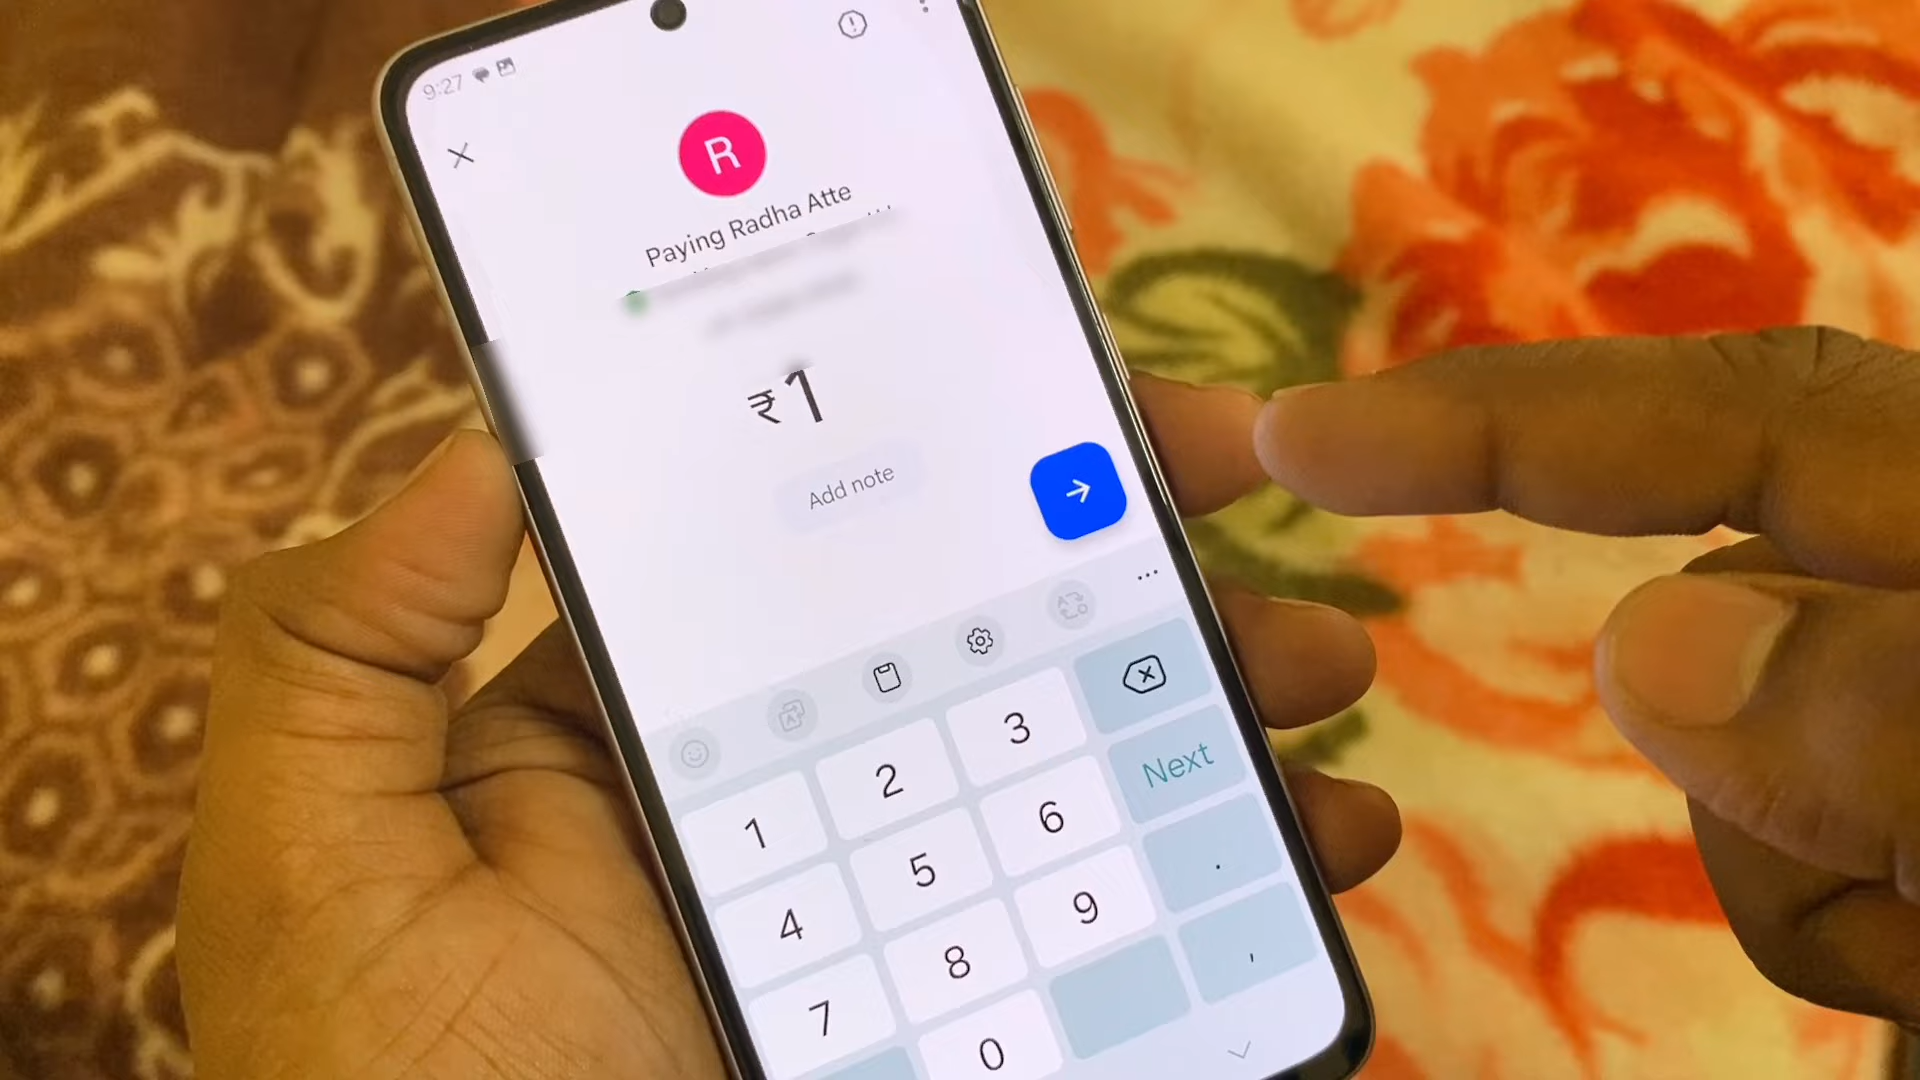 9:27
R
Paying Radha Atte
₹1
Add note
1 2 3
4 5 6 Next
7 8 9 .
0 ,